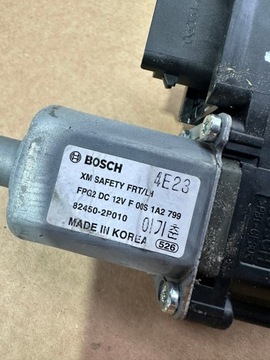 BOSCH 4E23
XM SAFETY FRT/LH
FPG2 DC 12V F 00S 1A2 799
82450-2P010 이기춘
MADE IN KOREA 526